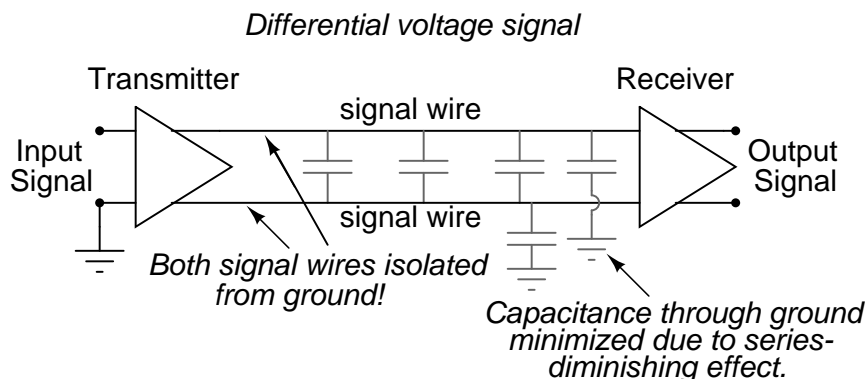 Differential voltage signal
Transmitter
Receiver
signal wire
Input
Signal
Output
Signal
signal wire
Both signal wires isolated
from ground!
Capacitance through ground
minimized due to series-
diminishing effect.